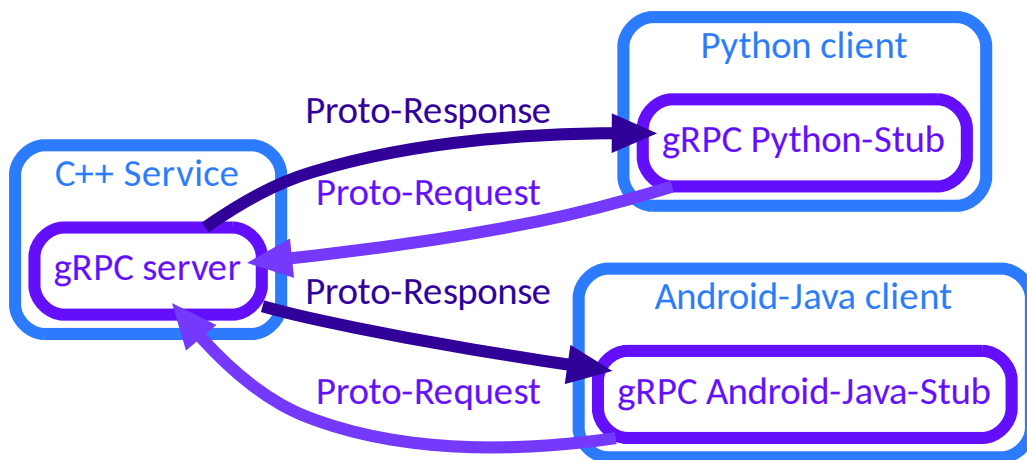 Python client
Proto-Response
gRPC Python-Stub
C++ Service
Proto-Request
gRPC server
Proto-Response
Android-Java client
Proto-Request
gRPC Android-Java-Stub